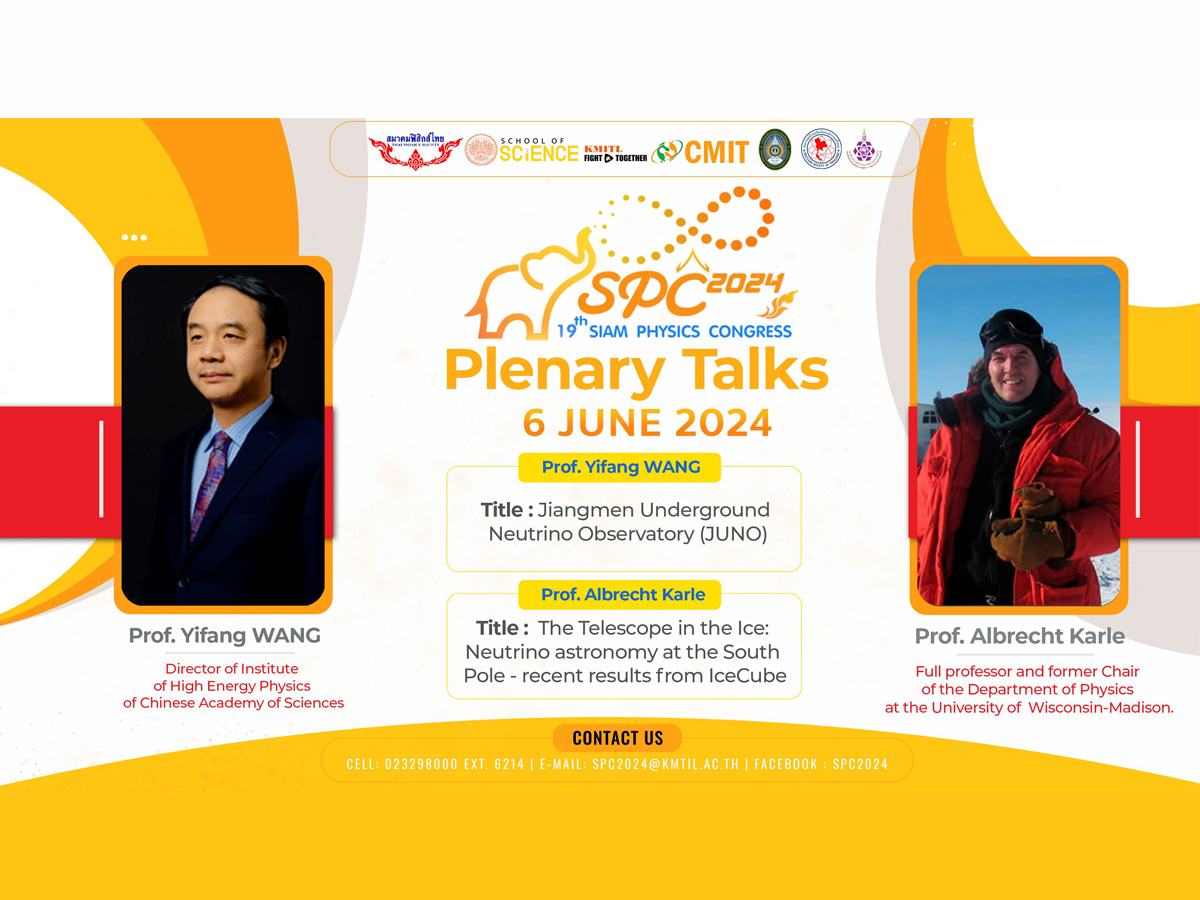 สมาคมฟิสิกส์ไทย
THAI PHYSICS SOCIETY
SCHOOL OF
SCiENCE
KMITL
FIGHT TOGETHER
CMIT
SPC 2024
19th SIAM PHYSICS CONGRESS
Plenary Talks
6 JUNE 2024
Prof. Yifang WANG
Title : Jiangmen Underground
Neutrino Observatory (JUNO)
Prof. Albrecht Karle
Title : The Telescope in the Ice:
Neutrino astronomy at the South
Pole - recent results from IceCube
Prof. Yifang WANG
Director of Institute
of High Energy Physics
of Chinese Academy of Sciences
Prof. Albrecht Karle
Full professor and former Chair
of the Department of Physics
at the University of Wisconsin-Madison.
CONTACT US
CELL: 023298000 EXT. 6214 | E-MAIL: SPC2024@KMTIL.AC.TH | FACEBOOK : SPC2024